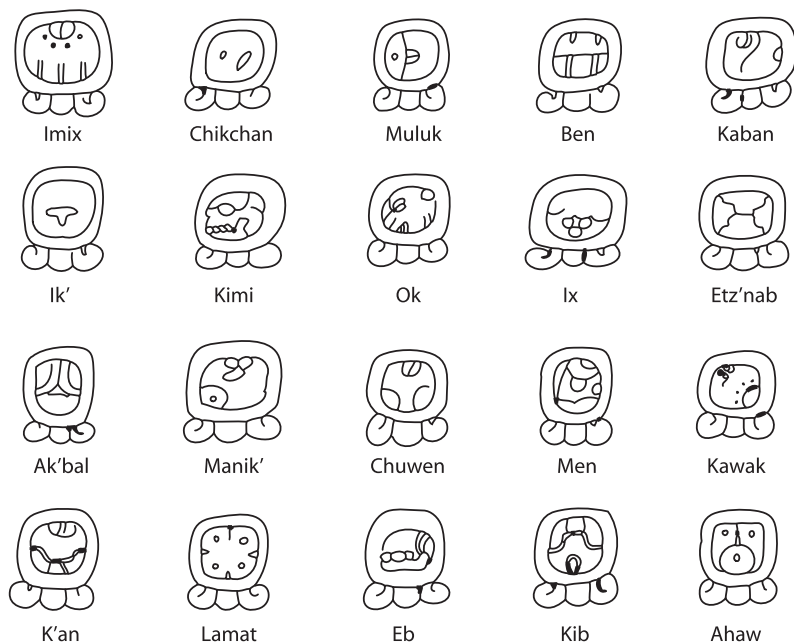 Imix Chikchan Muluk Ben Kaban
Ik’ Kimi Ok Ix Etz’nab
Ak’bal Manik’ Chuwen Men Kawak
K’an Lamat Eb Kib Ahaw